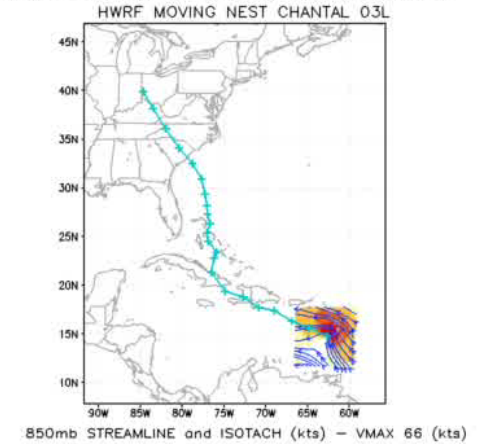 HWRF MOVING NEST CHANTAL 03L
45N
40N
35N
30N
25N
20N
15N
10N
90W 85W 80W 75W 70W 65W 60W
850mb STREAMLINE and ISOTACH (kts) – VMAX 66 (kts)